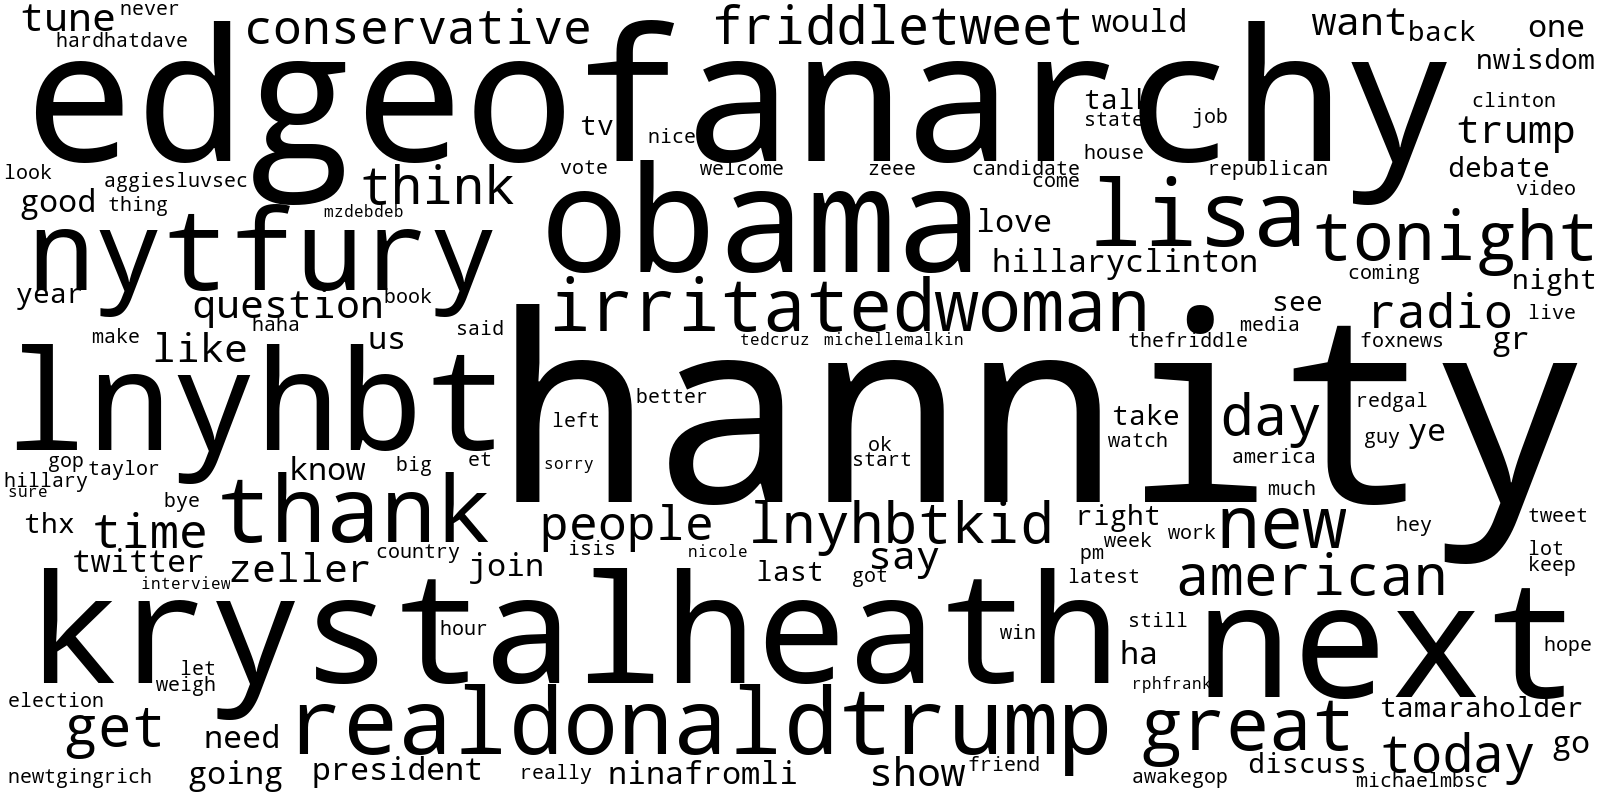 tune never conservative friddletweet would want back one
hardhatdave nwisdom
edgeofanarchy
tv nice talk state job clinton trump
house
look aggiesluvsec vote welcome zeee candidate come republican debate
good thing think video
mzdebdeb
nytfury obama love lisa tonight
hillaryclinton coming night
year question book irritatedwoman see radio live
haha said media
make like us tedcruz michellemalkin thefriddle foxnews gr
lnyhbt hannity
better redgal
left take day guy ye
ok watch
gop taylor know big et sorry start america
hillary
sure bye much
thx time thank people lnyhbtkid right new hey tweet
week work
twitter country isis nicole say pm lot
zeller join last got latest american keep
interview
krystalheath next
hour win still
let ha hope
weigh rphfrank
election
get need realdonaldtrump great tamaraholder
today go
newtgingrich going president really ninafromli show friend awakegop discuss michaelmbsc